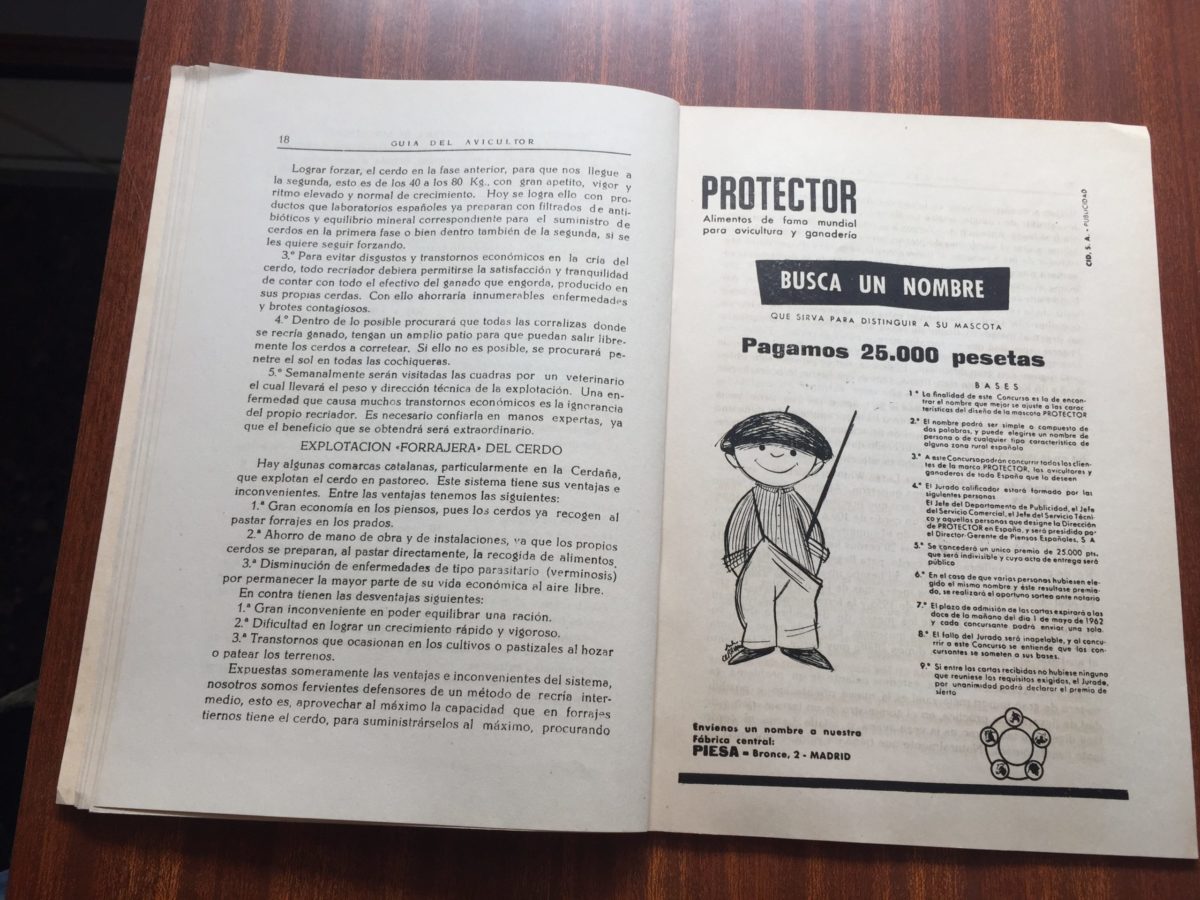 18
GUIA DEL AVICULTOR
Lograr forzar, el cerdo en la fase anterior, para que nos llegue a
la segunda, esto es de los 40 a los 80 Kg., con gran apetito, vigor y
ritmo elevado y normal de crecimiento. Hoy se logra ello con pro-
ductos que laboratorios españoles ya preparan con filtrados de anti-
bióticos y equilibrio mineral correspondiente para el suministro de
cerdos en la primera fase o bien dentro también de la segunda, si se
les quiere seguir forzando.
3.º Para evitar disgustos y transtornos económicos en la cría del
cerdo, todo recriador debiera permitirse la satisfacción y tranquilidad
de contar con todo el efectivo del ganado que engorda, producido en
sus propias cerdas. Con ello ahorraría innumerables enfermedades
y brotes contagiosos.
4.º Dentro de lo posible procurará que todas las corralizas donde
se recría ganado, tengan un amplio patio para que puedan salir libre-
mente los cerdos a corretear. Si ello no es posible, se procurará pe-
netre el sol en todas las cochiqueras.
5.º Semanalmente serán visitadas las cuadras por un veterinario
el cual llevará el peso y dirección técnica de la explotación. Una en-
fermedad que causa muchos transtornos económicos es la ignorancia
del propio recriador. Es necesario confiarla en manos expertas, ya
que el beneficio que se obtendrá será extraordinario.
EXPLOTACION «FORRAJERA» DEL CERDO
Hay algunas comarcas catalanas, particularmente en la Cerdaña,
que explotan el cerdo en pastoreo. Este sistema tiene sus ventajas e
inconvenientes. Entre las ventajas tenemos las siguientes:
1.ª Gran economía en los piensos, pues los cerdos ya recogen al
pastar forrajes en los prados.
2.ª Ahorro de mano de obra y de instalaciones, ya que los propios
cerdos se preparan, al pastar directamente, la recogida de alimentos.
3.ª Disminución de enfermedades de tipo parasitario (verminosis)
por permanecer la mayor parte de su vida económica al aire libre.
En contra tienen las desventajas siguientes:
1.ª Gran inconveniente en poder equilibrar una ración.
2.ª Dificultad en lograr un crecimiento rápido y vigoroso.
3.ª Transtornos que ocasionan en los cultivos o pastizales al hozar
o patear los terrenos.
Expuestas someramente las ventajas e inconvenientes del sistema,
nosotros somos fervientes defensores de un método de recría inter-
medio, esto es, aprovechar al máximo la capacidad que en forrajes
tiernos tiene el cerdo, para suministrárselos al máximo, procurando
PROTECTOR
Alimentos de fama mundial
para avicultura y ganadería
CID, S. A. - PUBLICIDAD
BUSCA UN NOMBRE
QUE SIRVA PARA DISTINGUIR A SU MASCOTA
Pagamos 25.000 pesetas
BASES
1.ª La finalidad de este Concurso es la de encon-
trar el nombre que mejor se ajuste a las carac-
terísticas del diseño de la mascota PROTECTOR
2.ª El nombre podrá ser simple o compuesto de
dos palabras, y puede elegirse un nombre de
persona o de cualquier tipo característico de
alguna zona rural española
3.ª A este Concurso podrán concurrir todos los clien-
tes de la marca PROTECTOR, los avicultores y
ganaderos de toda España que lo deseen
4.ª El Jurado calificador estará formado por las
siguientes personas
El Jefe del Departamento de Publicidad, el Jefe
del Servicio Comercial, el Jefe del Servicio Técni-
co y aquellas personas que designe la Dirección
de PROTECTOR en España, y será presidido por
el Director-Gerente de Piensos Españoles, S. A
5.ª Se concederá un unico premio de 25.000 pts.
que será indivisible y cuyo acto de entrega será
público
6.ª En el caso de que varias personas hubiesen ele-
gido el mismo nombre y éste resultase premia-
do, se realizará el oportuno sorteo ante notario
7.ª El plazo de admisión de las cartas expirará a las
doce de la mañana del día 1 de mayo de 1962
y cada concursante podrá enviar una sola.
8.ª El fallo del Jurado será inapelable, y al concu-
rrir a este Concurso se entiende que los con-
cursantes se someten a sus bases.
9.ª Si entre las cartas recibidas no hubiese ninguna
que reuniese los requisitos exigidos, el Jurado,
por unanimidad podrá declarar el premio de-
sierto
Envíenos un nombre a nuestra
Fábrica central:
PIESA = Bronce, 2 - MADRID